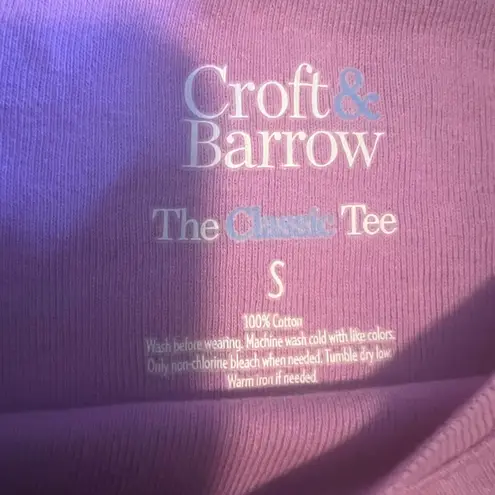 Croft&
Barrow
The Classic Tee
S
100% Cotton
Wash before wearing. Machine wash cold with like colors.
Only non-chlorine bleach when needed. Tumble dry low.
Warm iron if needed.